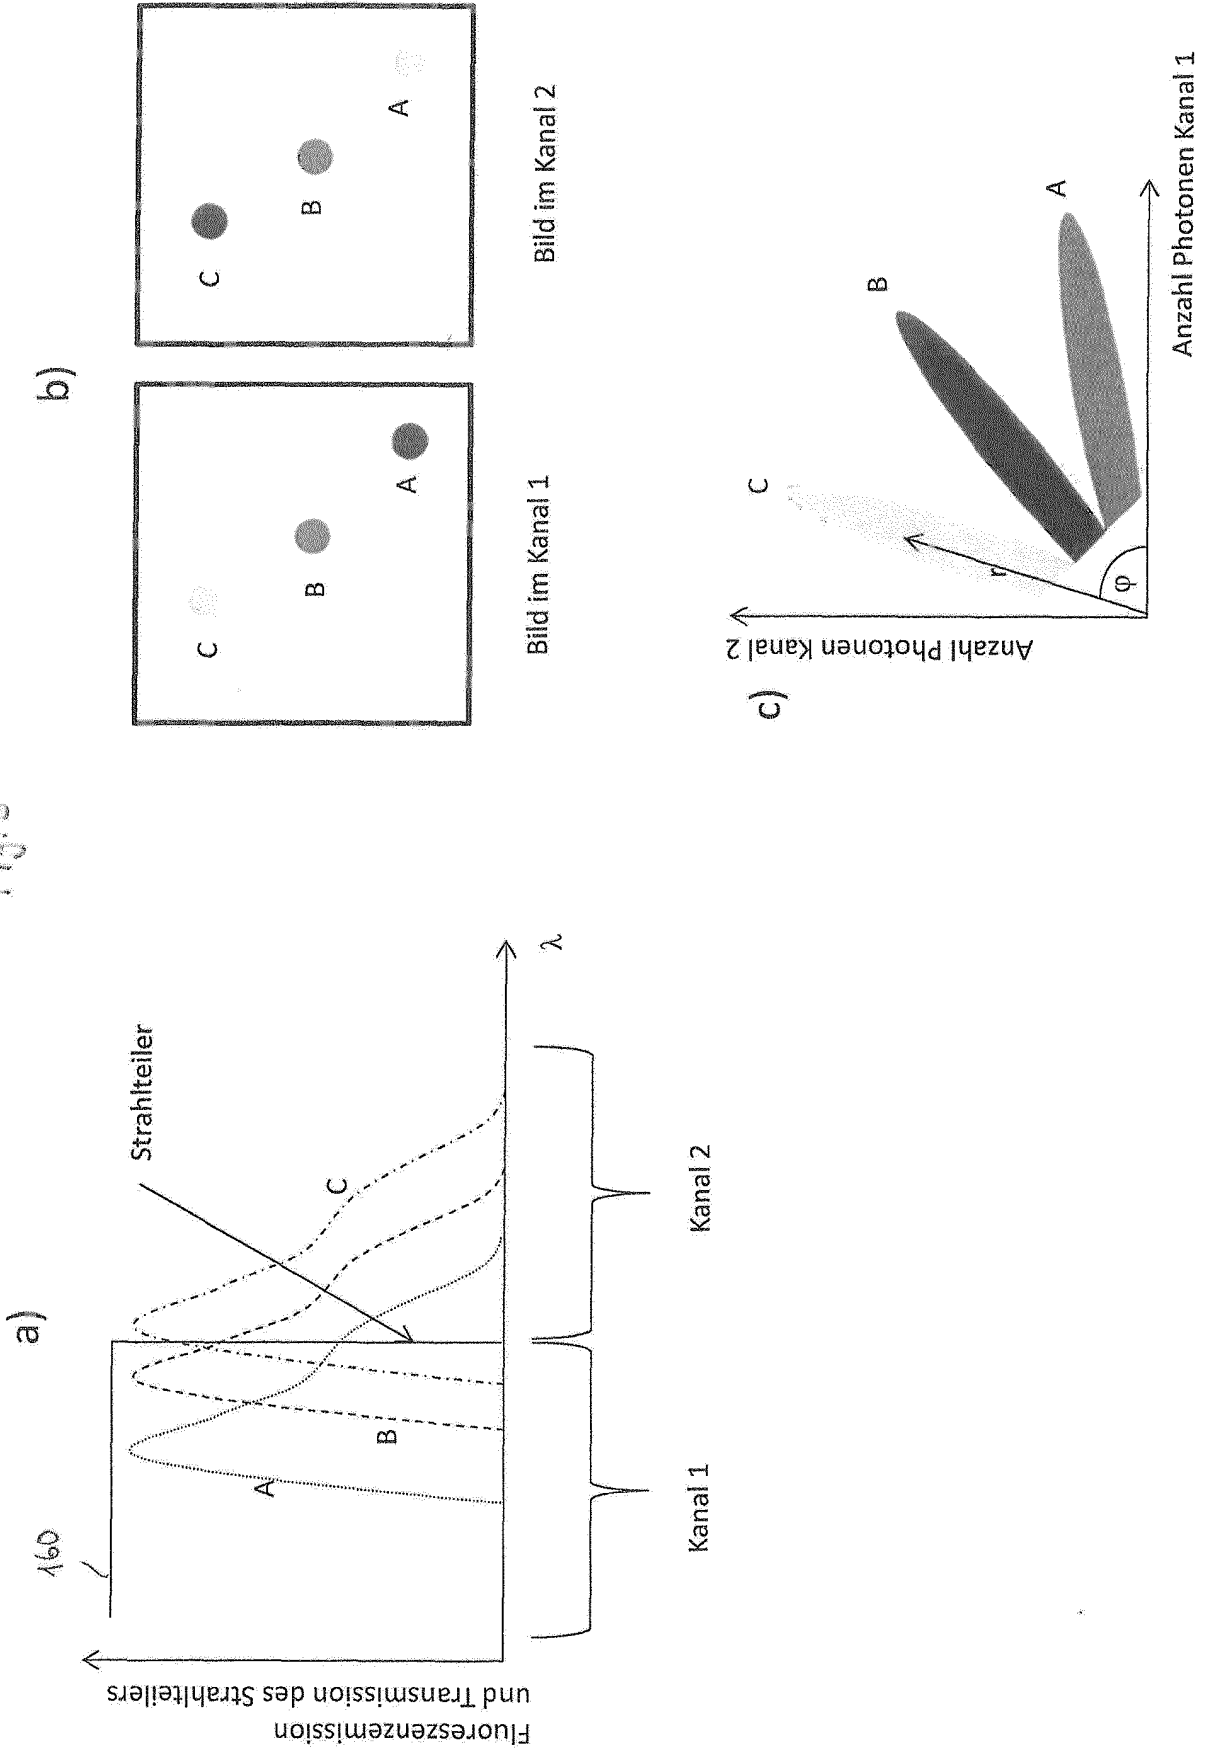 a)
160
Fluoreszenzemission
und Transmission des Strahlteilers
Strahlteiler
A
B
C
λ
Kanal 1
Kanal 2
b)
C
B
A
Bild im Kanal 1
C
B
A
Bild im Kanal 2
c)
Anzahl Photonen Kanal 2
C
B
A
r
φ
Anzahl Photonen Kanal 1